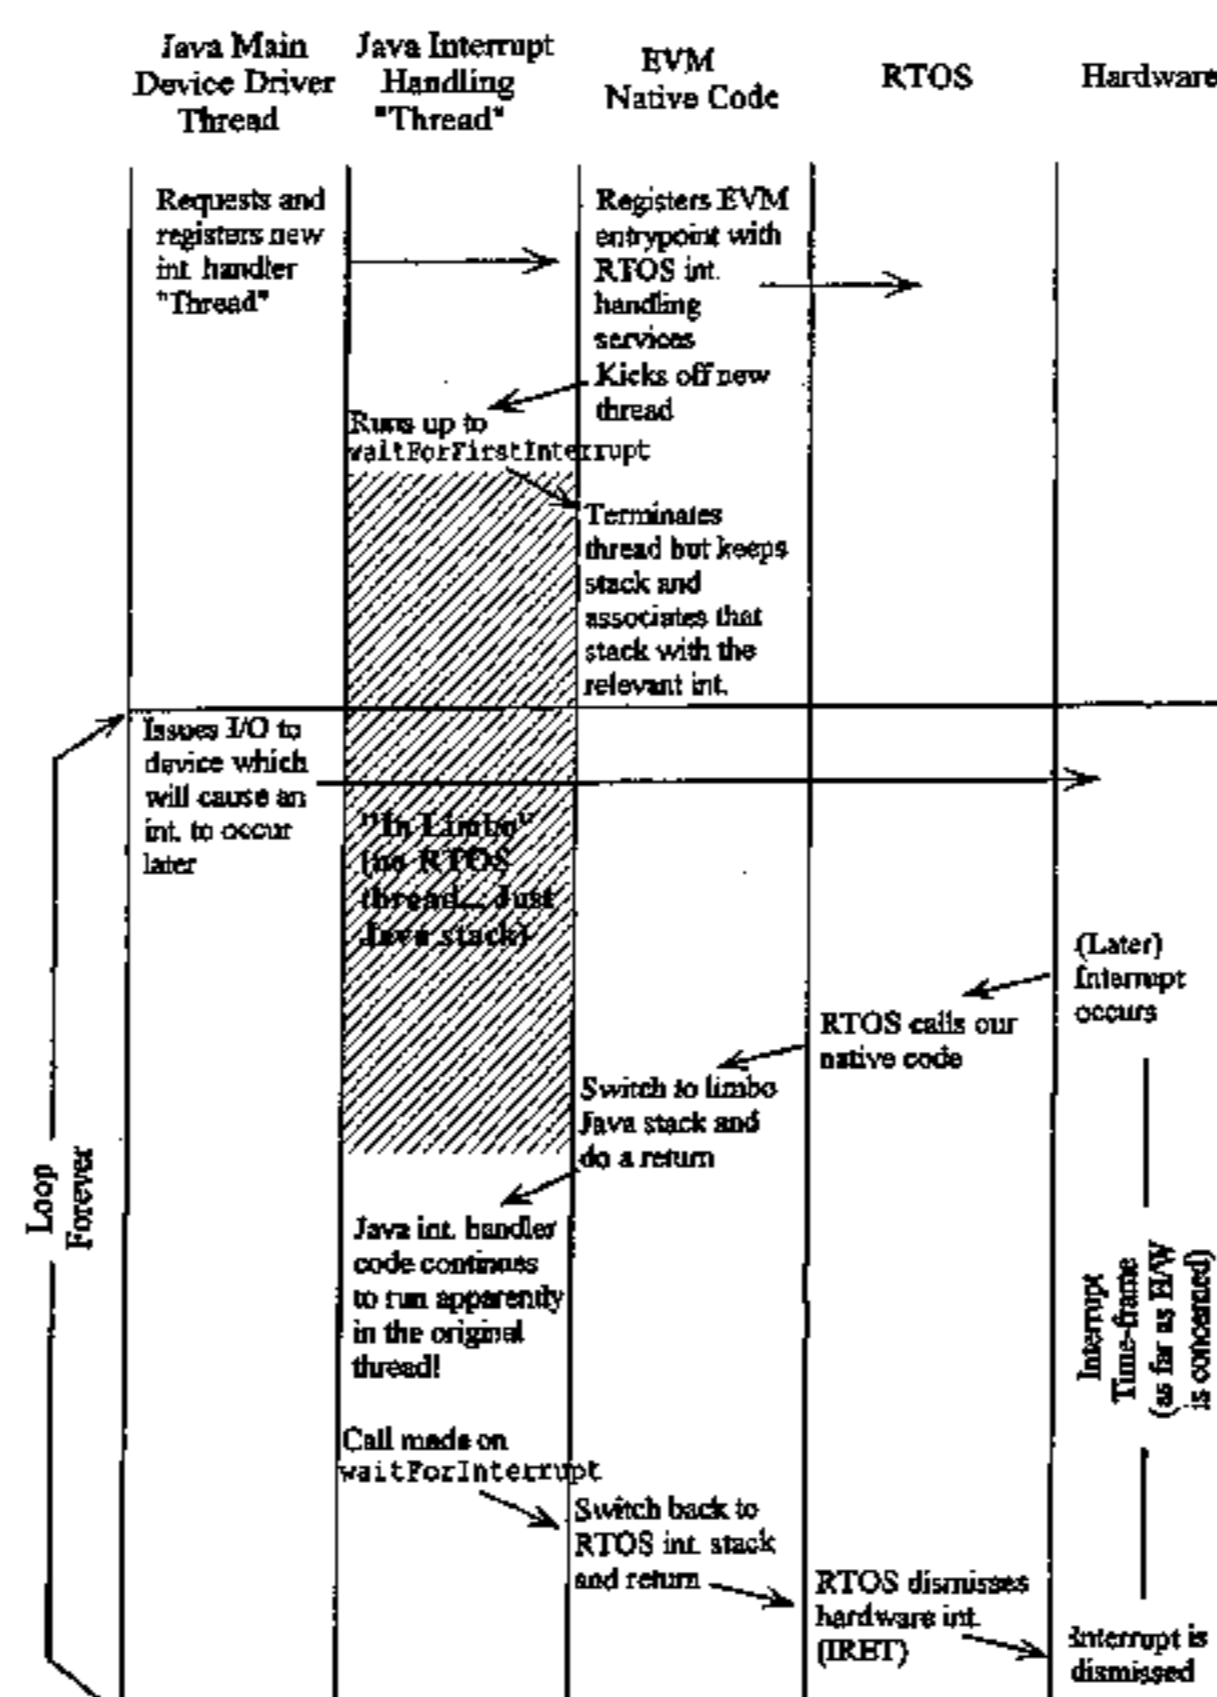 Java Main
Device Driver
Thread
Java Interrupt
Handling
"Thread"
EVM
Native Code
RTOS
Hardware
Requests and
registers new
int. handler
"Thread"
Registers EVM
entrypoint with
RTOS int.
handling
services
Kicks off new
thread
Runs up to
waitForFirstInterrupt
Terminates
thread but keeps
stack and
associates that
stack with the
relevant int.
Issues I/O to
device which
will cause an
int. to occur
later
"In Limbo"
(no RTOS
thread... Just
Java stack)
(Later)
Interrupt
occurs
RTOS calls our
native code
Switch to limbo
Java stack and
do a return
Java int. handler
code continues
to run apparently
in the original
thread!
Call made on
waitForInterrupt
Switch back to
RTOS int. stack
and return
RTOS dismisses
hardware int.
(IRET)
Interrupt is
dismissed
Loop
Forever
Interrupt
Time-frame
(as far as H/W
is concerned)